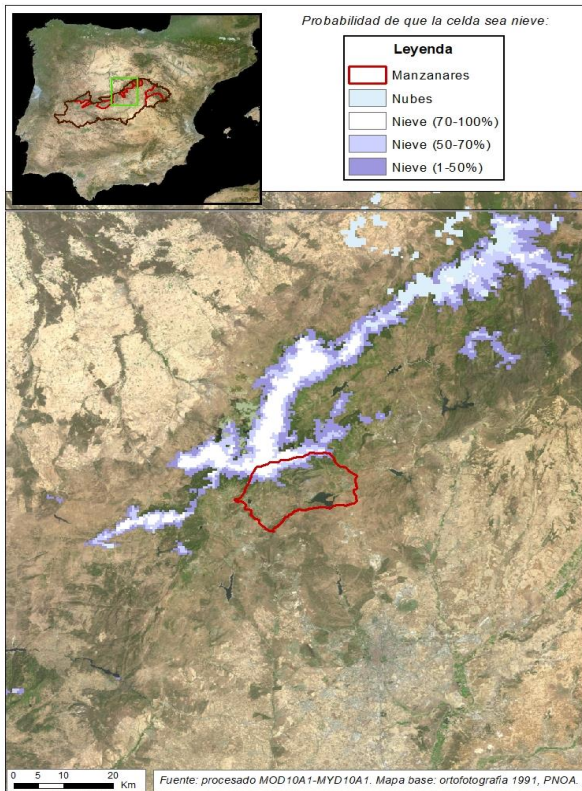 Probabilidad de que la celda sea nieve:
Leyenda
Manzanares
Nubes
Nieve (70-100%)
Nieve (50-70%)
Nieve (1-50%)
0 5 10 20
Km
Fuente: procesado MOD10A1-MYD10A1. Mapa base: ortofotografia 1991, PNOA.